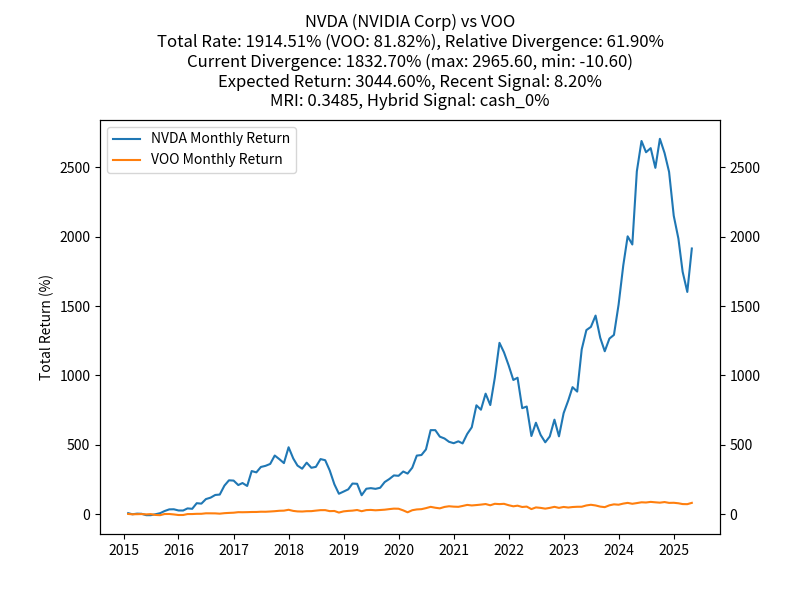 NVDA (NVIDIA Corp) vs VOO
Total Rate: 1914.51% (VOO: 81.82%), Relative Divergence: 61.90%
Current Divergence: 1832.70% (max: 2965.60, min: -10.60)
Expected Return: 3044.60%, Recent Signal: 8.20%
MRI: 0.3485, Hybrid Signal: cash_0%
NVDA Monthly Return
VOO Monthly Return
Total Return (%)
2500
2000
1500
1000
500
0
2500
2000
1500
1000
500
0
2015 2016 2017 2018 2019 2020 2021 2022 2023 2024 2025